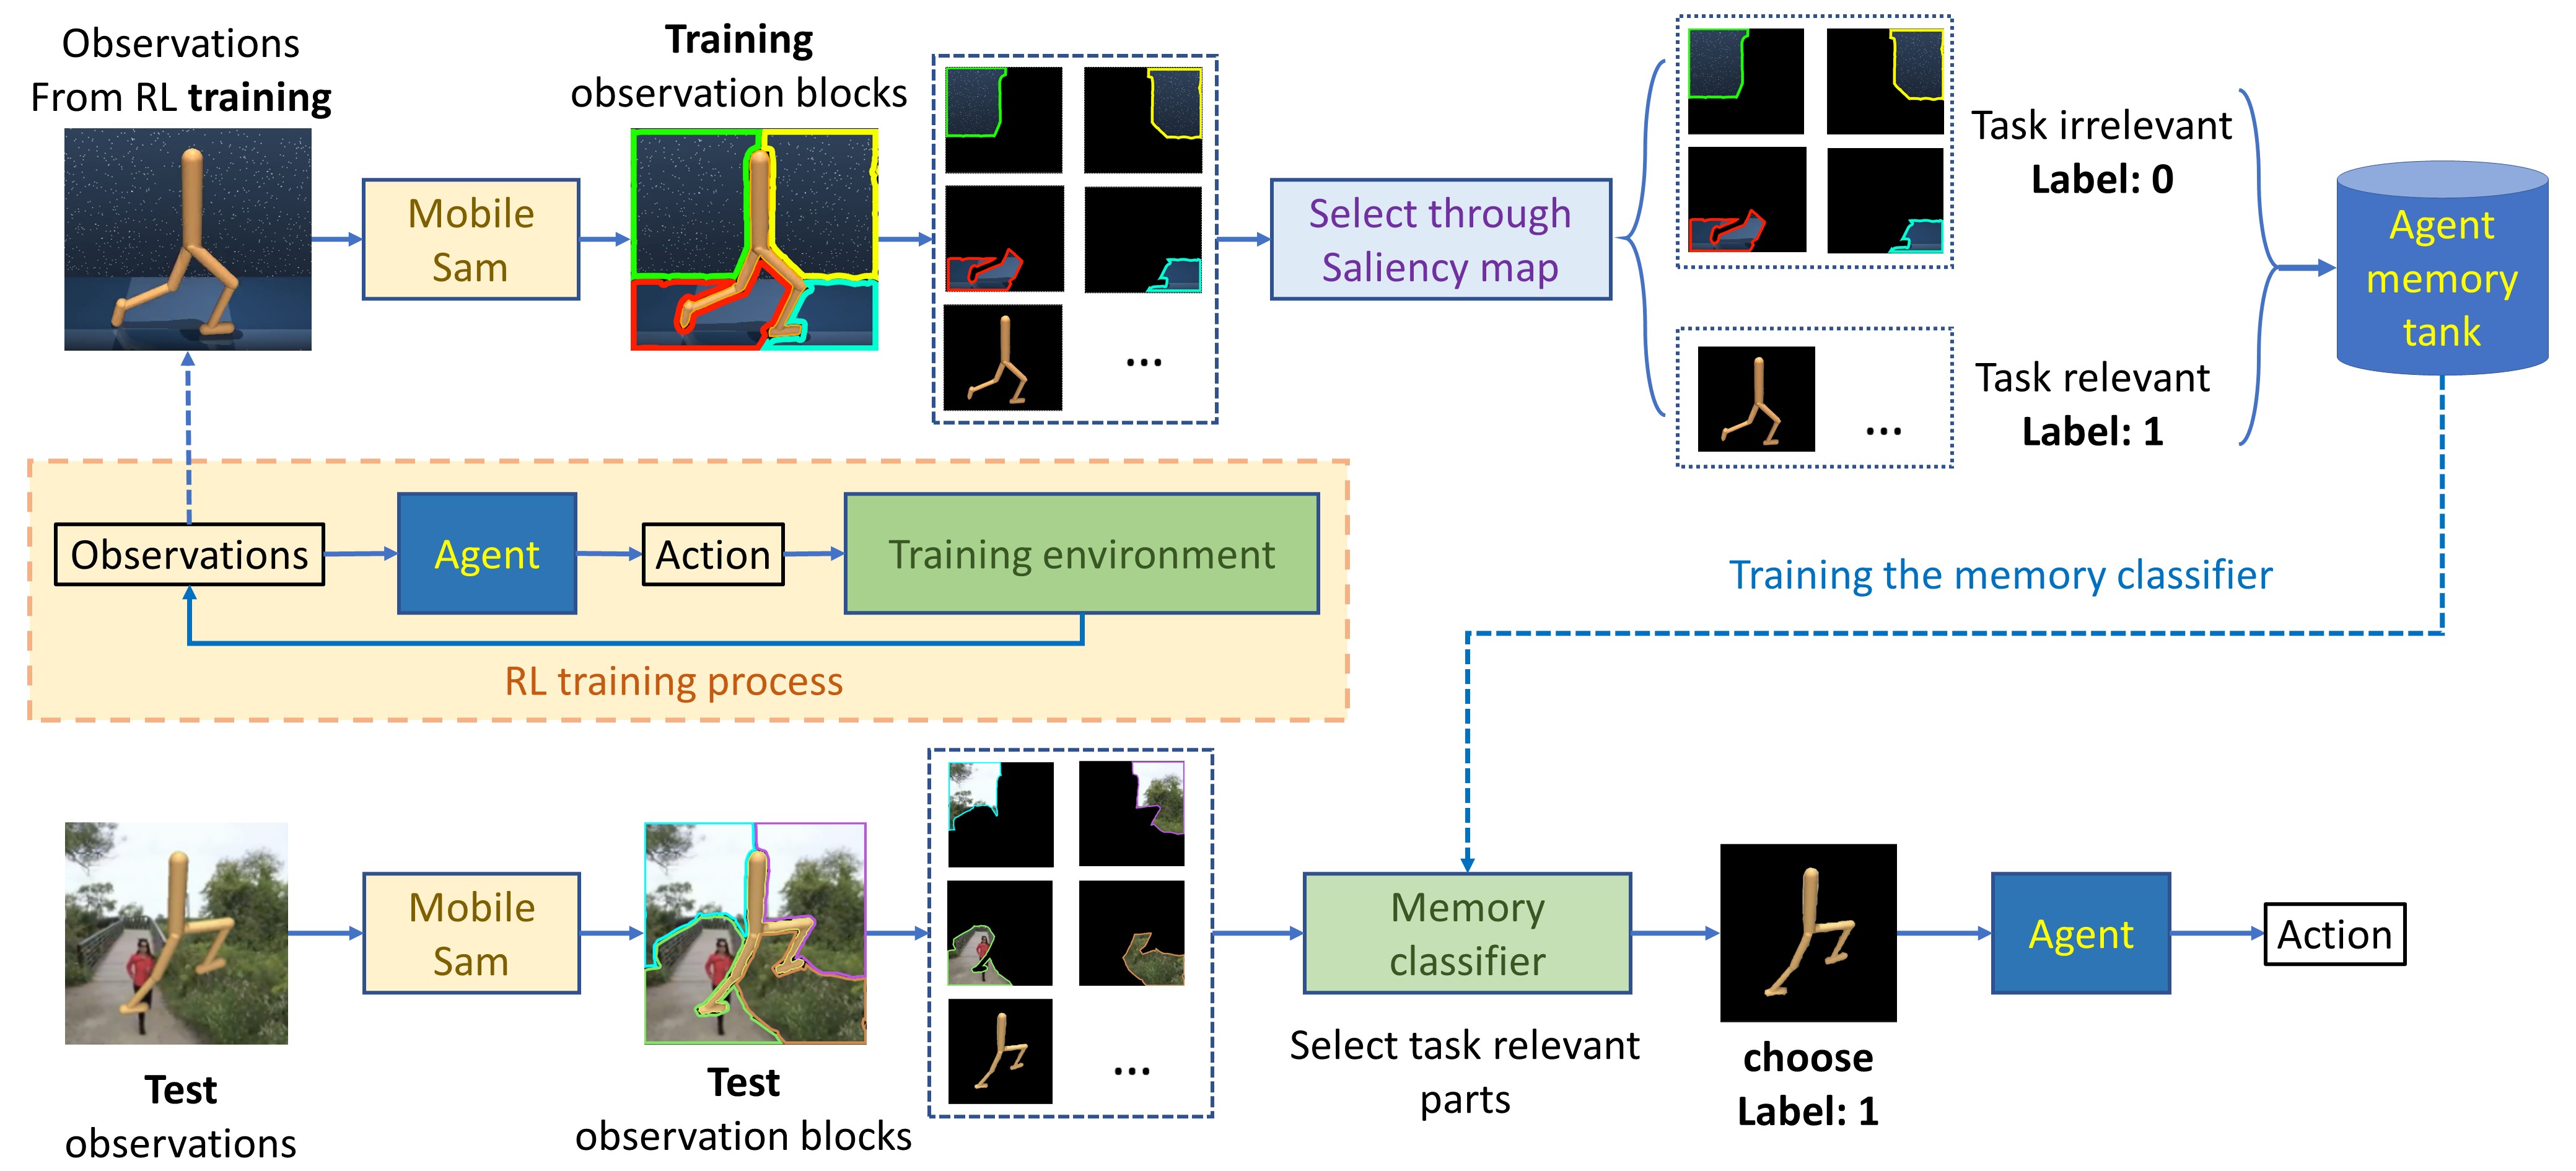 Observations
From RL training
Training
observation blocks
Mobile
Sam
Select through
Saliency map
Task irrelevant
Label: 0
Task relevant
Label: 1
...
...
Agent
memory
tank
Observations
Agent
Action
Training environment
RL training process
Training the memory classifier
Mobile
Sam
Memory
classifier
Agent
Action
Test
observations
Test
observation blocks
...
Select task relevant
parts
choose
Label: 1